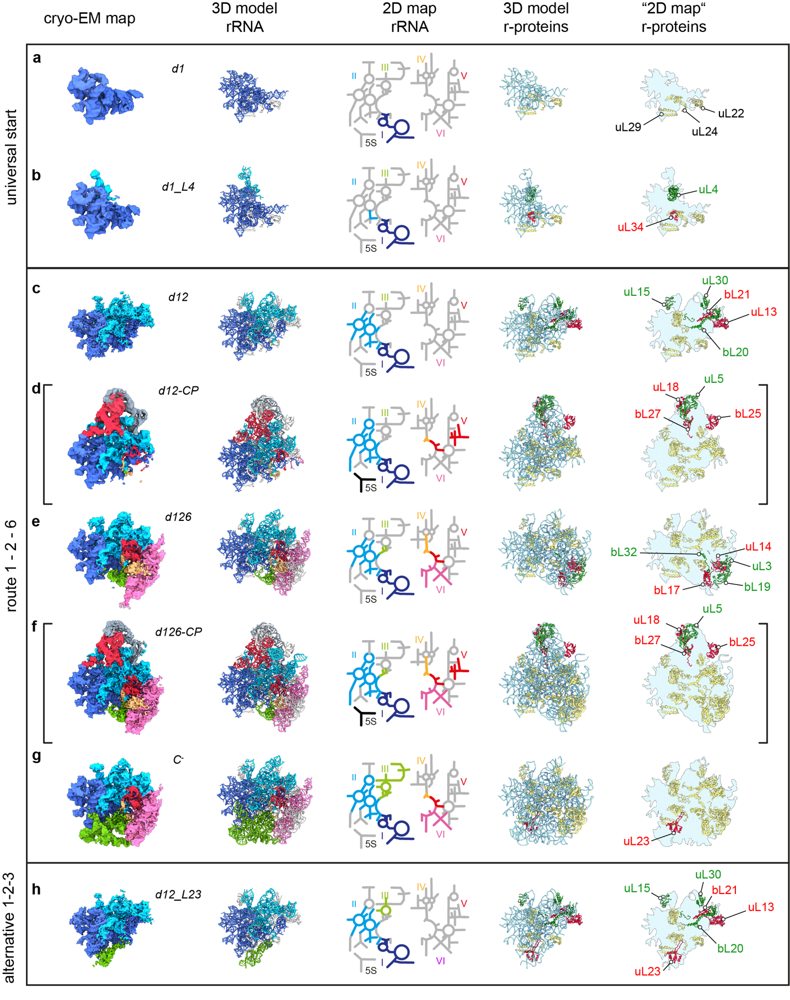 cryo-EM map
3D model
rRNA
2D map
rRNA
3D model
r-proteins
“2D map“
r-proteins
universal start
a
d1
II
III
IV
V
VI
I
5S
uL29
uL24
uL22
b
d1_L4
II
III
IV
V
VI
I
5S
uL4
uL34
route 1 - 2 - 6
c
d12
II
III
IV
V
VI
I
5S
uL15
uL30
bL21
uL13
bL20
d
d12-CP
II
III
IV
V
VI
I
5S
uL18
uL5
bL27
bL25
e
d126
II
III
IV
V
VI
I
5S
bL32
uL14
uL3
bL17
bL19
f
d126-CP
II
III
IV
V
VI
I
5S
uL18
uL5
bL27
bL25
g
C-
II
III
IV
V
VI
I
5S
uL23
alternative 1-2-3
h
d12_L23
II
III
IV
V
VI
I
5S
uL15
uL30
bL21
uL13
bL20
uL23